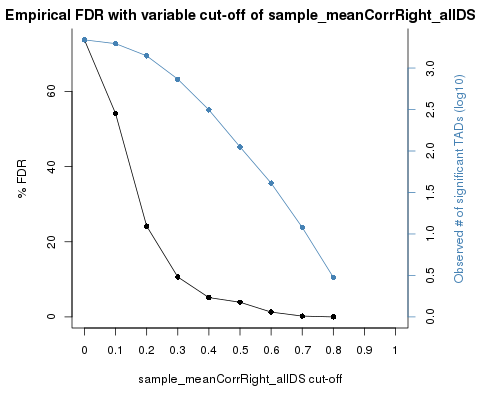 Empirical FDR with variable cut-off of sample_meanCorrRight_allDS
% FDR
60
40
20
0
3.0
2.5
2.0
1.5
1.0
0.5
0.0
Observed # of significant TADs (log10)
0 0.1 0.2 0.3 0.4 0.5 0.6 0.7 0.8 0.9 1
sample_meanCorrRight_allDS cut-off